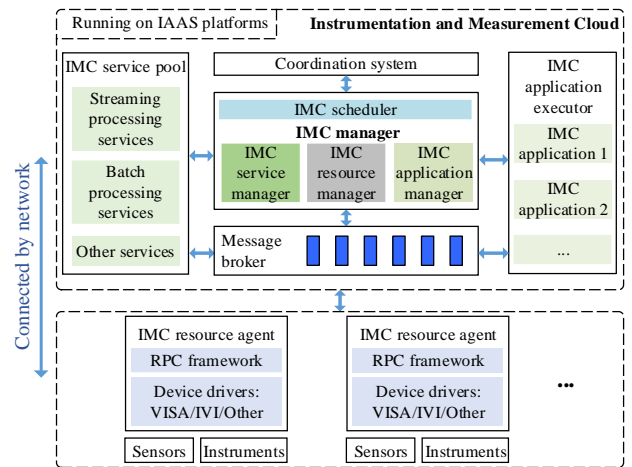 Running on IAAS platforms
Instrumentation and Measurement Cloud
IMC service pool
Streaming
processing
services
Batch
processing
services
Other services
Coordination system
IMC scheduler
IMC manager
IMC
service
manager
IMC
resource
manager
IMC
application
manager
Message
broker
IMC
application
executor
IMC
application 1
IMC
application 2
...
Connected by network
IMC resource agent
RPC framework
Device drivers:
VISA/IVI/Other
Sensors
Instruments
IMC resource agent
RPC framework
Device drivers:
VISA/IVI/Other
Sensors
Instruments
...